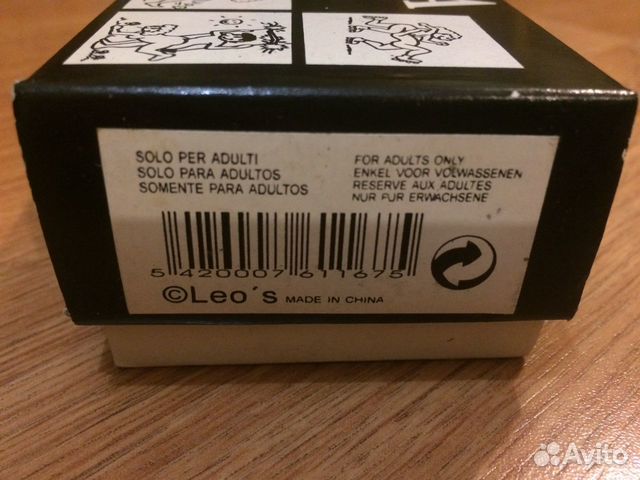 SOLO PER ADULTI
SOLO PARA ADULTOS
SOMENTE PARA ADULTOS
FOR ADULTS ONLY
ENKEL VOOR VOLWASSENEN
RESERVE AUX ADULTES
NUR FUR ERWACHSENE
5 420007 611675
©Leo's MADE IN CHINA
Avito